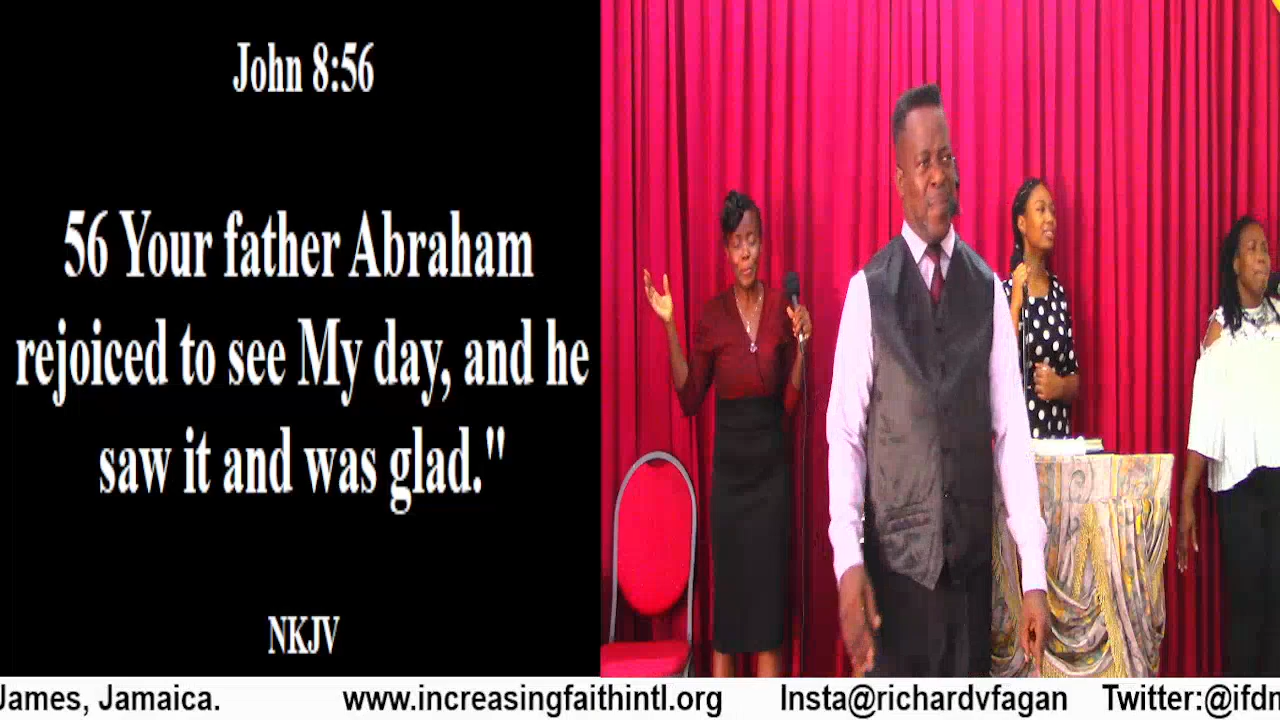 John 8:56
56 Your father Abraham
rejoiced to see My day, and he
saw it and was glad."
NKJV
James, Jamaica. www.increasingfaithintl.org Insta@richardvfagan Twitter:@ifdn